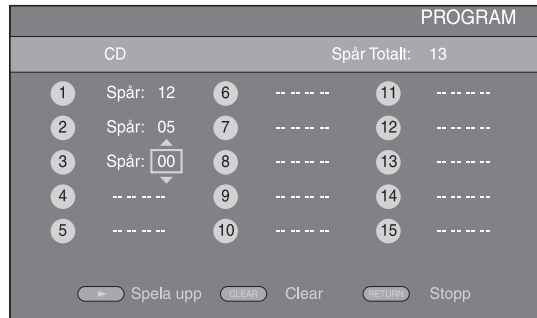 PROGRAM
CD Spår Totalt: 13
1 Spår: 12 6 -- -- -- -- 11 -- -- -- --
2 Spår: 05 7 -- -- -- -- 12 -- -- -- --
3 Spår: 00 8 -- -- -- -- 13 -- -- -- --
4 -- -- -- -- 9 -- -- -- -- 14 -- -- -- --
5 -- -- -- -- 10 -- -- -- -- 15 -- -- -- --
Spela upp CLEAR Clear RETURN Stopp